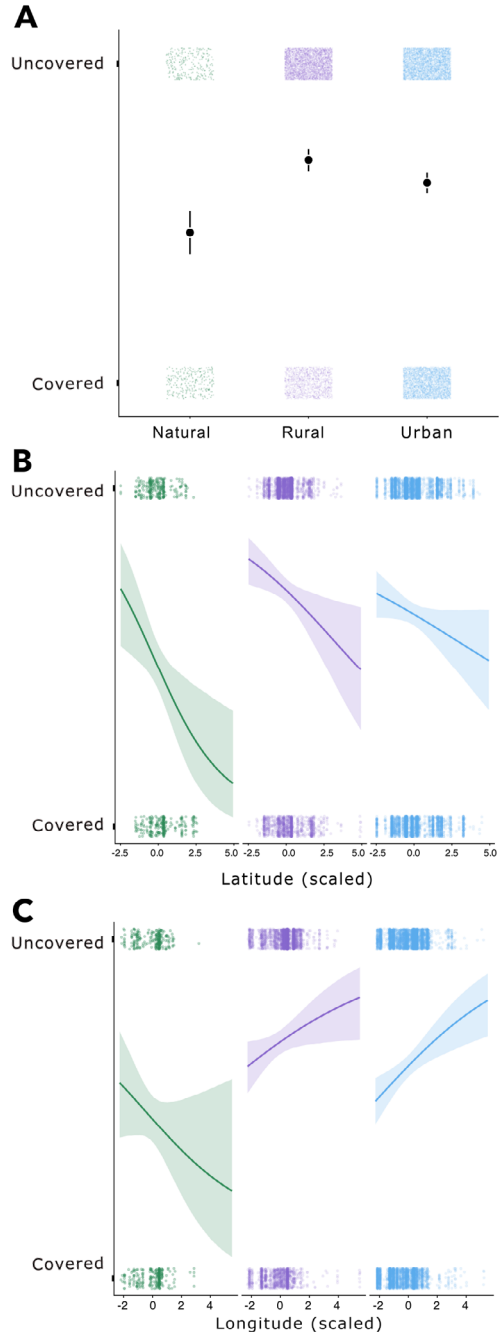 A
Uncovered
Covered
Natural Rural Urban
B
Uncovered
Covered
-2.5 0.0 2.5 5.0 -2.5 0.0 2.5 5.0 -2.5 0.0 2.5 5.0
Latitude (scaled)
C
Uncovered
Covered
-2 0 2 4 -2 0 2 4 -2 0 2 4
Longitude (scaled)